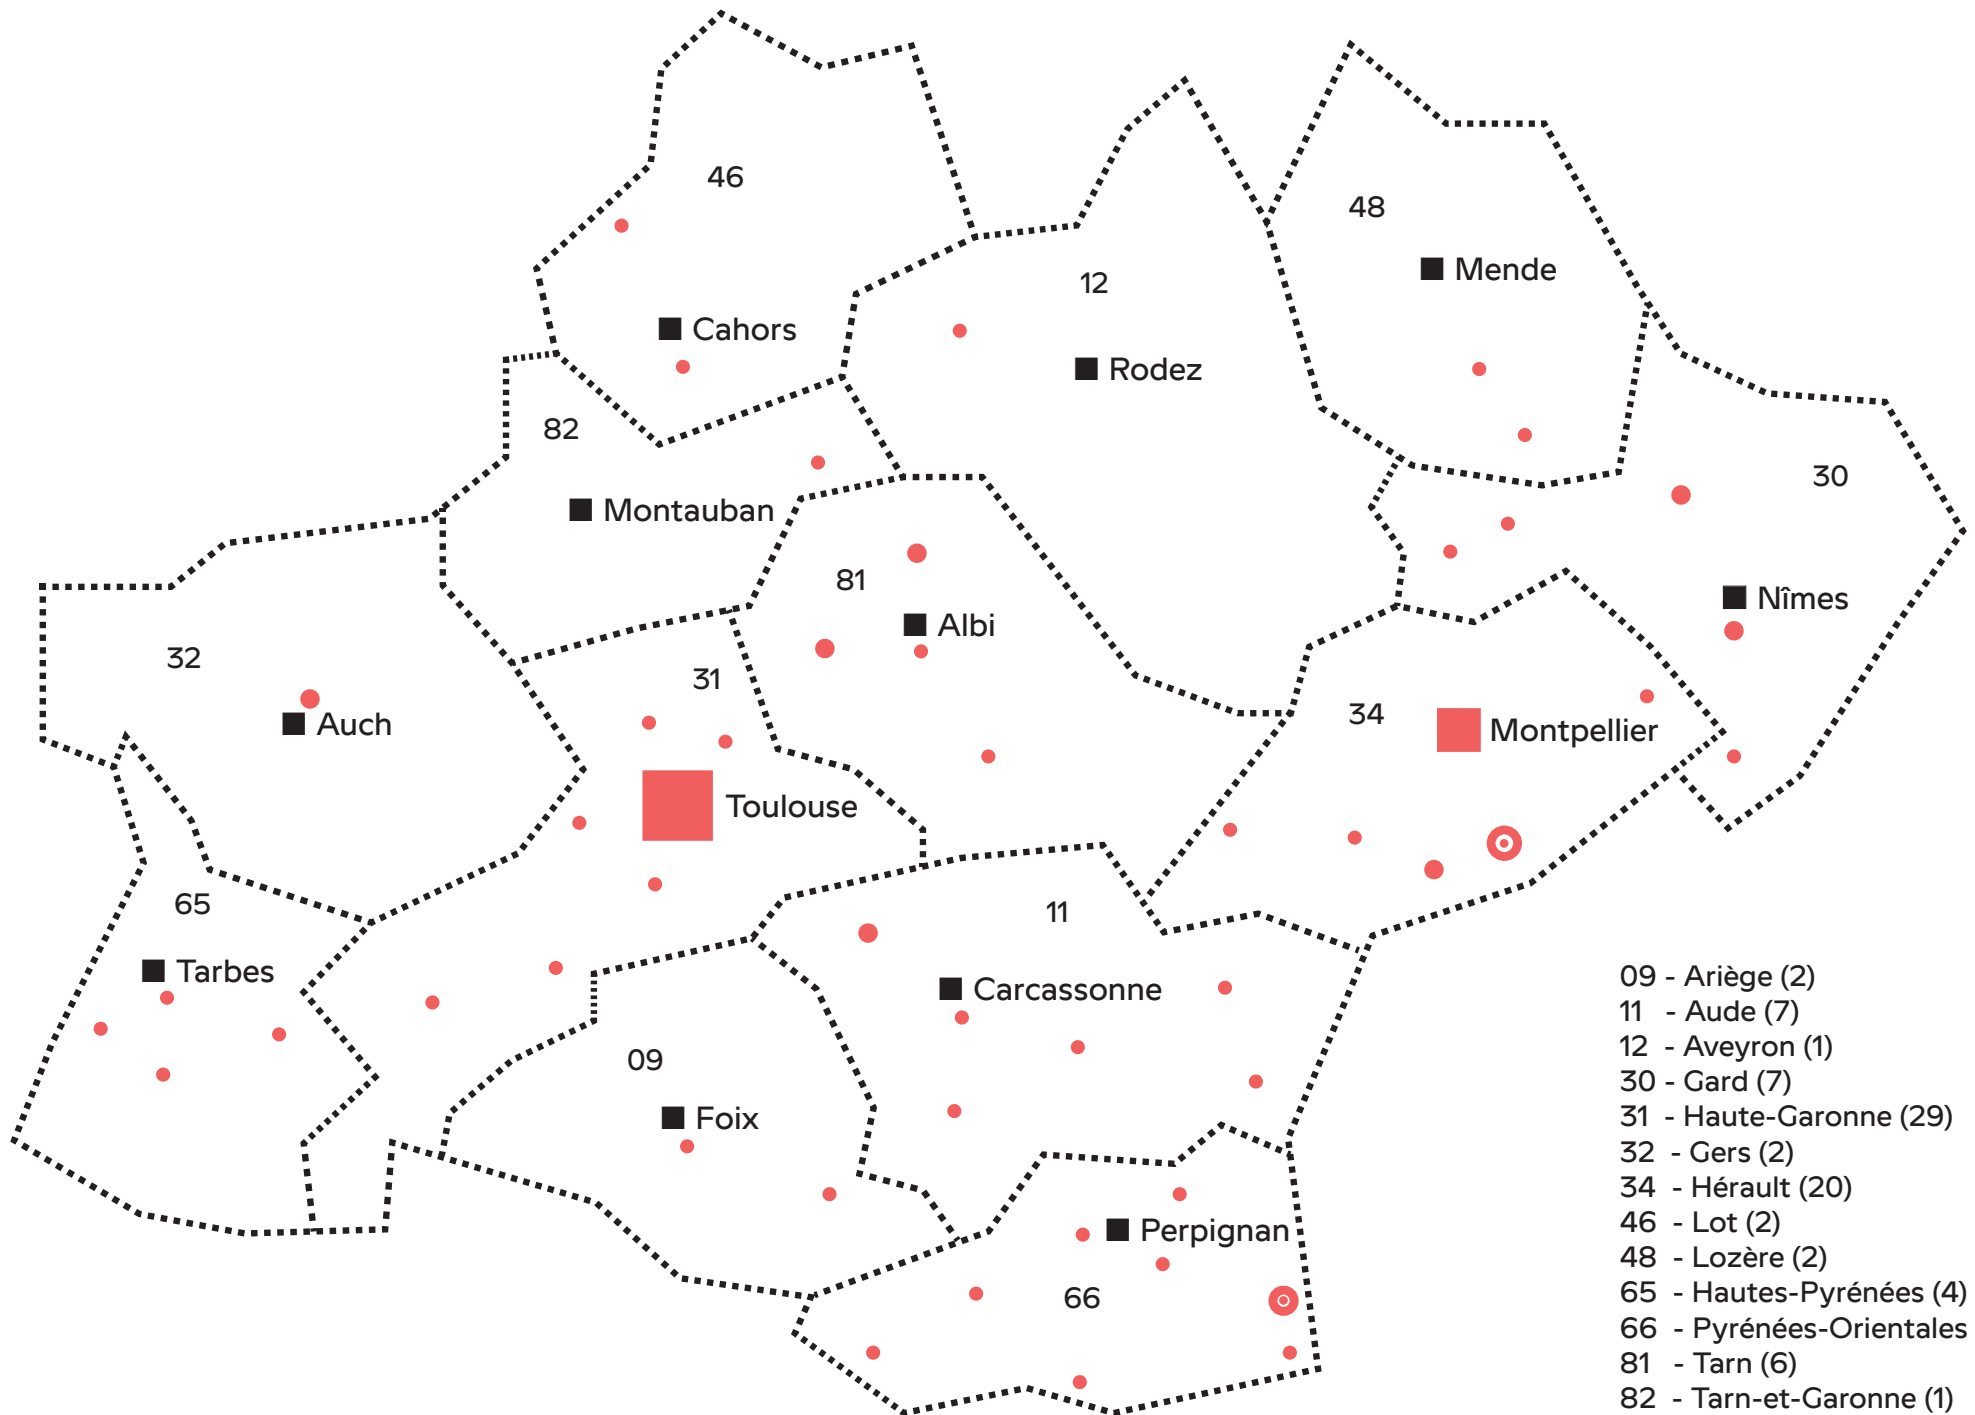 46
48
Mende
12
Cahors
Rodez
82
30
Montauban
81
Nîmes
Albi
32
31
34
Auch
Montpellier
Toulouse
65
11
Tarbes
Carcassonne
09
Foix
Perpignan
66
09 - Ariège (2)
11 - Aude (7)
12 - Aveyron (1)
30 - Gard (7)
31 - Haute-Garonne (29)
32 - Gers (2)
34 - Hérault (20)
46 - Lot (2)
48 - Lozère (2)
65 - Hautes-Pyrénées (4)
66 - Pyrénées-Orientales
81 - Tarn (6)
82 - Tarn-et-Garonne (1)